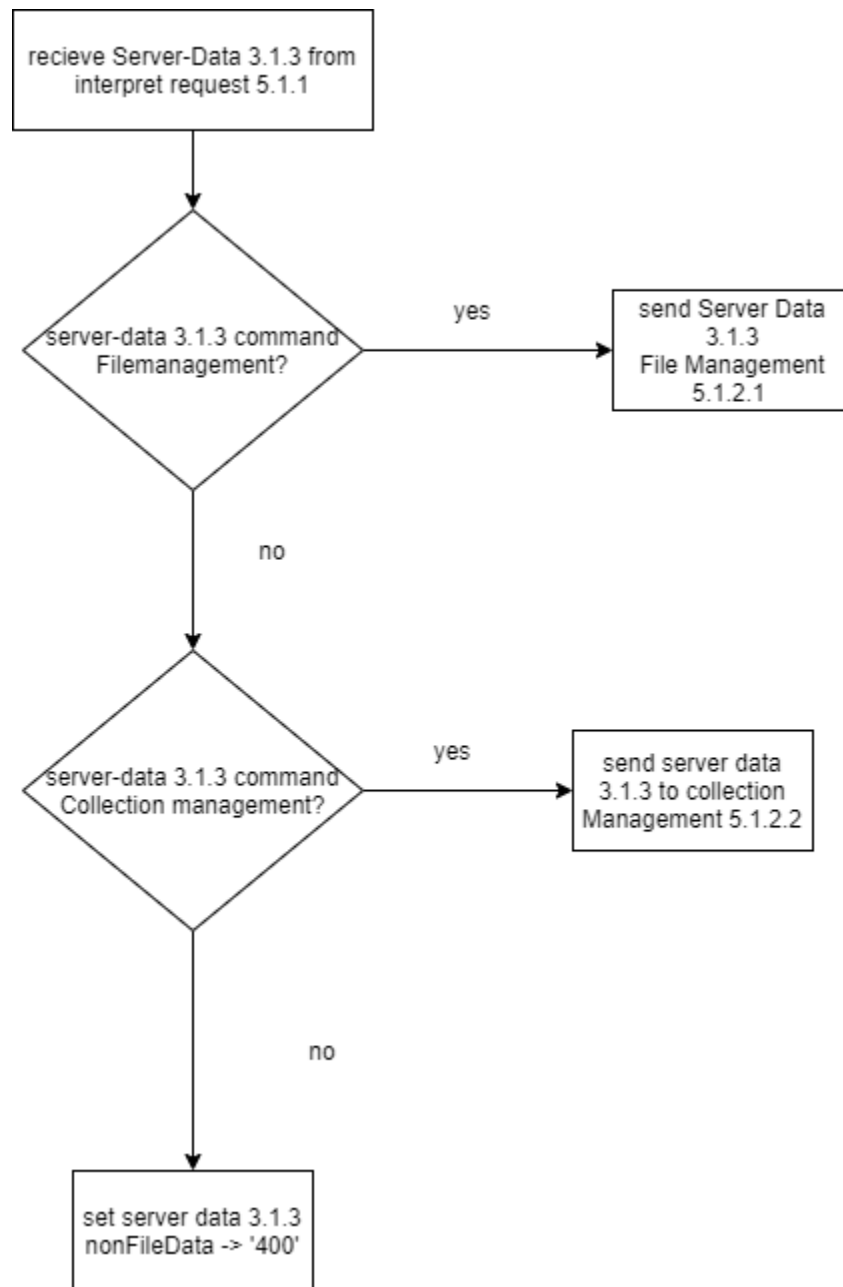 recieve Server-Data 3.1.3 from
interpret request 5.1.1
server-data 3.1.3 command
Filemanagement?
yes
send Server Data
3.1.3
File Management
5.1.2.1
no
server-data 3.1.3 command
Collection management?
yes
send server data
3.1.3 to collection
Management 5.1.2.2
no
set server data 3.1.3
nonFileData -> '400'